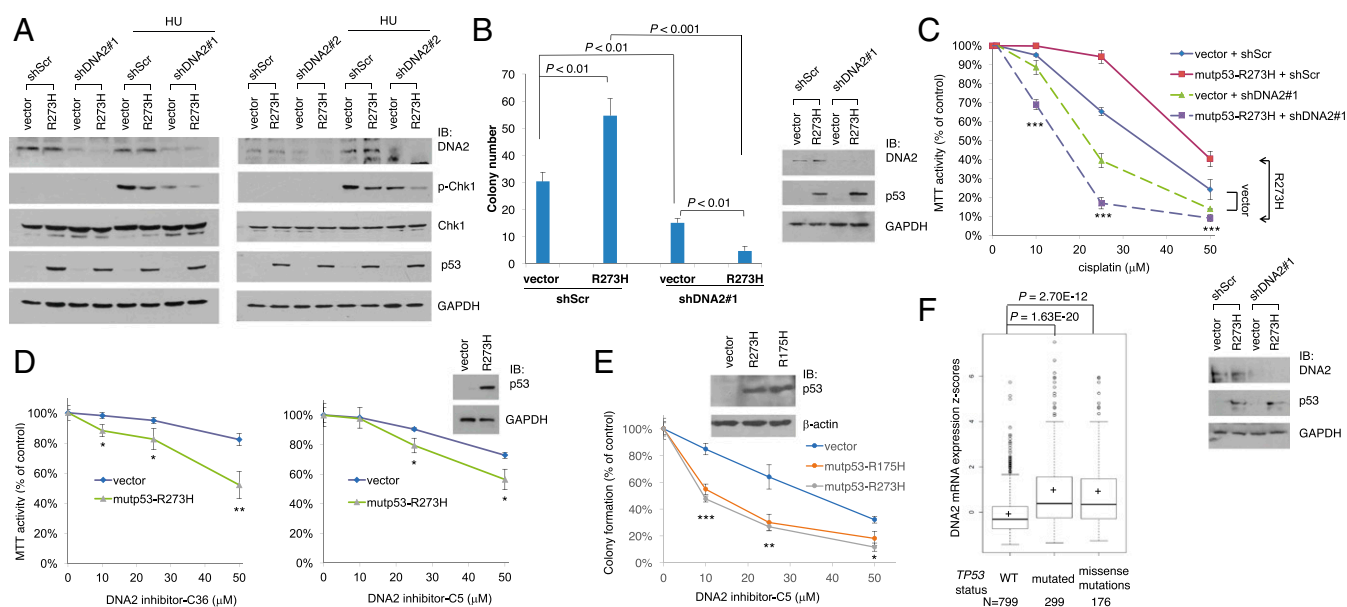 A
HU
HU
shScr
shDNA2#1
shScr
shDNA2#1
shScr
shDNA2#2
shScr
shDNA2#2
vector
R273H
vector
R273H
vector
R273H
vector
R273H
vector
R273H
vector
R273H
vector
R273H
vector
R273H
IB:
DNA2
p-Chk1
Chk1
p53
GAPDH
B
P < 0.001
P < 0.01
P < 0.01
P < 0.01
Colony number
60
50
40
30
20
10
0
vector
R273H
vector
R273H
shScr
shDNA2#1
shScr
shDNA2#1
vector
R273H
vector
R273H
IB:
DNA2
p53
GAPDH
C
MTT activity (% of control)
100%
90%
80%
70%
60%
50%
40%
30%
20%
10%
0%
0
10
20
30
40
50
cisplatin (μM)
vector + shScr
mutp53-R273H + shScr
vector + shDNA2#1
mutp53-R273H + shDNA2#1
***
***
***
vector
R273H
shScr
shDNA2#1
vector
R273H
vector
R273H
IB:
DNA2
p53
GAPDH
D
MTT activity (% of control)
100%
80%
60%
40%
20%
0%
*
*
**
vector
mutp53-R273H
0
10
20
30
40
50
DNA2 inhibitor-C36 (μM)
vector
R273H
IB:
p53
GAPDH
100%
80%
60%
40%
20%
0%
*
*
vector
mutp53-R273H
0
10
20
30
40
50
DNA2 inhibitor-C5 (μM)
E
vector
R273H
R175H
IB:
p53
β-actin
Colony formation (% of control)
100%
80%
60%
40%
20%
0%
vector
mutp53-R175H
mutp53-R273H
***
**
*
0
10
20
30
40
50
DNA2 inhibitor-C5 (μM)
F
P = 2.70E-12
P = 1.63E-20
DNA2 mRNA expression z-scores
6
4
2
0
TP53 status
WT
mutated
missense mutations
N=799
299
176